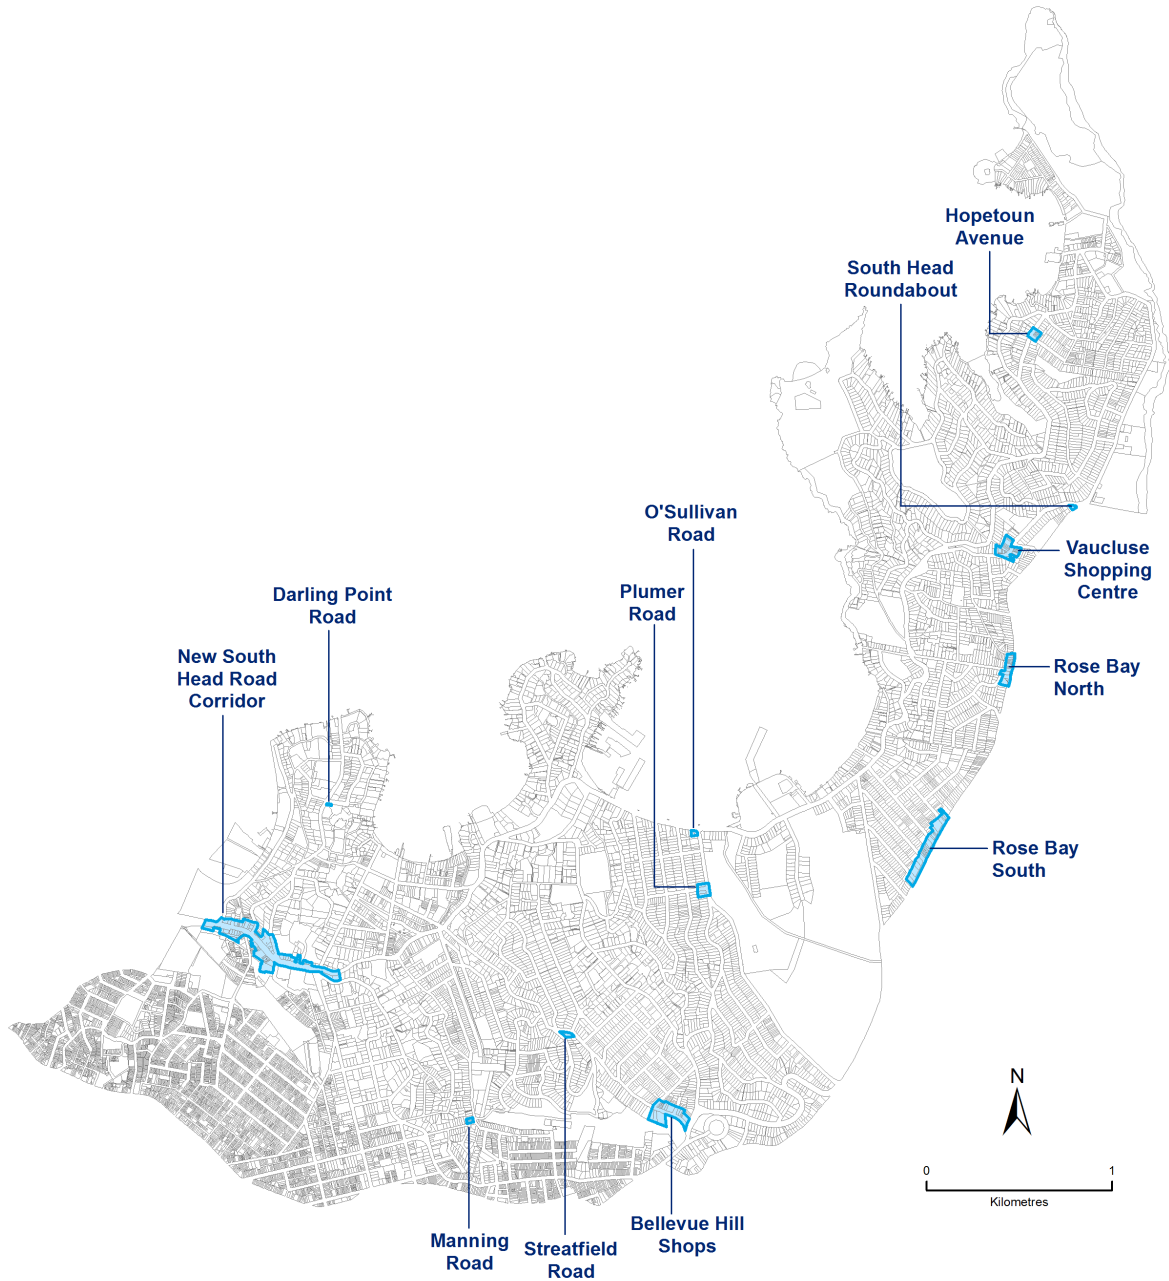 Hopetoun
Avenue
South Head
Roundabout
O'Sullivan
Road
Vaucluse
Shopping
Centre
Darling Point
Road
Plumer
Road
New South
Head Road
Corridor
Rose Bay
North
Rose Bay
South
N
0 1
Kilometres
Bellevue Hill
Shops
Manning
Road
Streatfield
Road